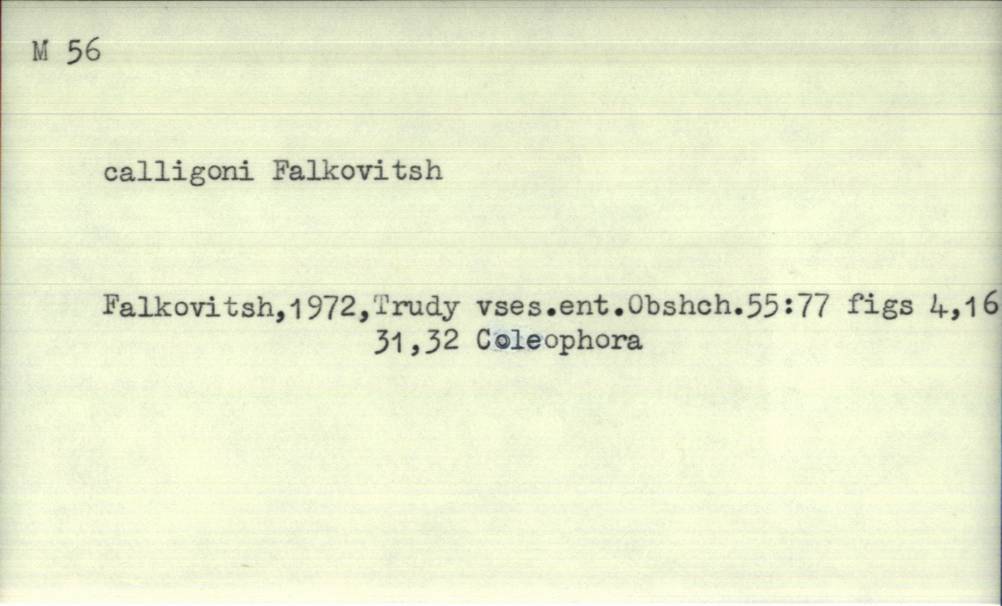 M 56
calligoni Falkovitsh
Falkovitsh,1972,Trudy vses.ent.Obshch.55:77 figs 4,16
31,32 Coleophora